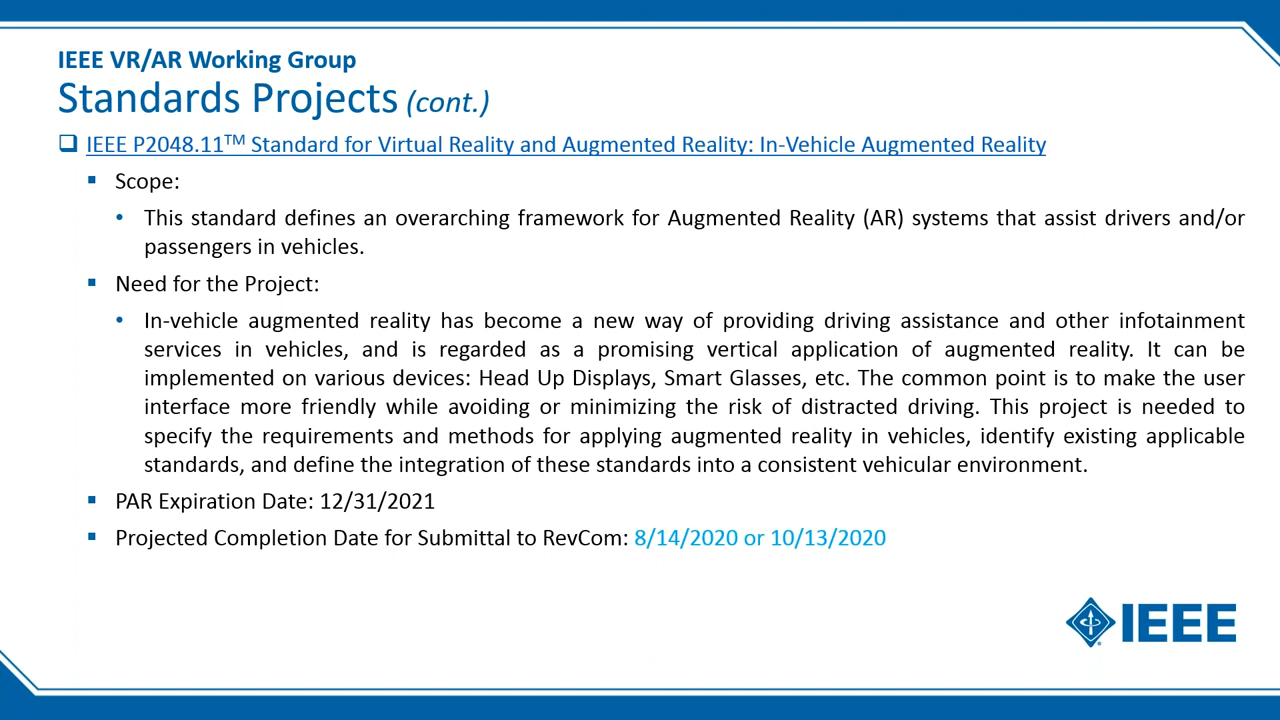 IEEE VR/AR Working Group
Standards Projects (cont.)
IEEE P2048.11™ Standard for Virtual Reality and Augmented Reality: In-Vehicle Augmented Reality
Scope:
This standard defines an overarching framework for Augmented Reality (AR) systems that assist drivers and/or
passengers in vehicles.
Need for the Project:
In-vehicle augmented reality has become a new way of providing driving assistance and other infotainment
services in vehicles, and is regarded as a promising vertical application of augmented reality. It can be
implemented on various devices: Head Up Displays, Smart Glasses, etc. The common point is to make the user
interface more friendly while avoiding or minimizing the risk of distracted driving. This project is needed to
specify the requirements and methods for applying augmented reality in vehicles, identify existing applicable
standards, and define the integration of these standards into a consistent vehicular environment.
PAR Expiration Date: 12/31/2021
Projected Completion Date for Submittal to RevCom: 8/14/2020 or 10/13/2020
IEEE